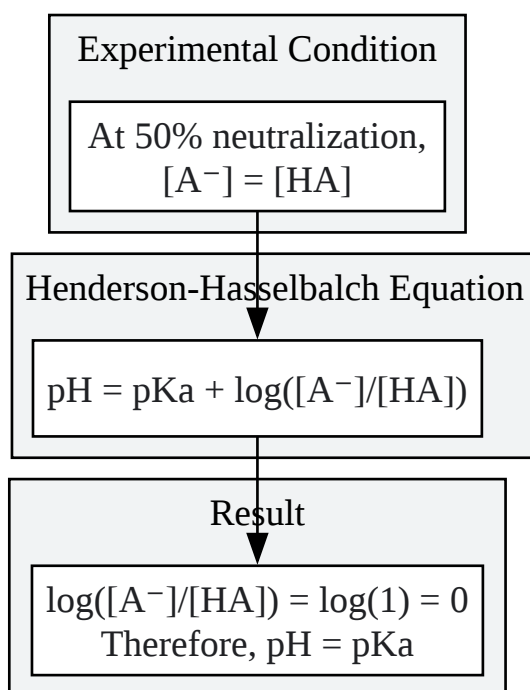 Experimental Condition
At 50% neutralization,
[A⁻] = [HA]
Henderson-Hasselbalch Equation
pH = pKa + log([A⁻]/[HA])
Result
log([A⁻]/[HA]) = log(1) = 0
Therefore, pH = pKa